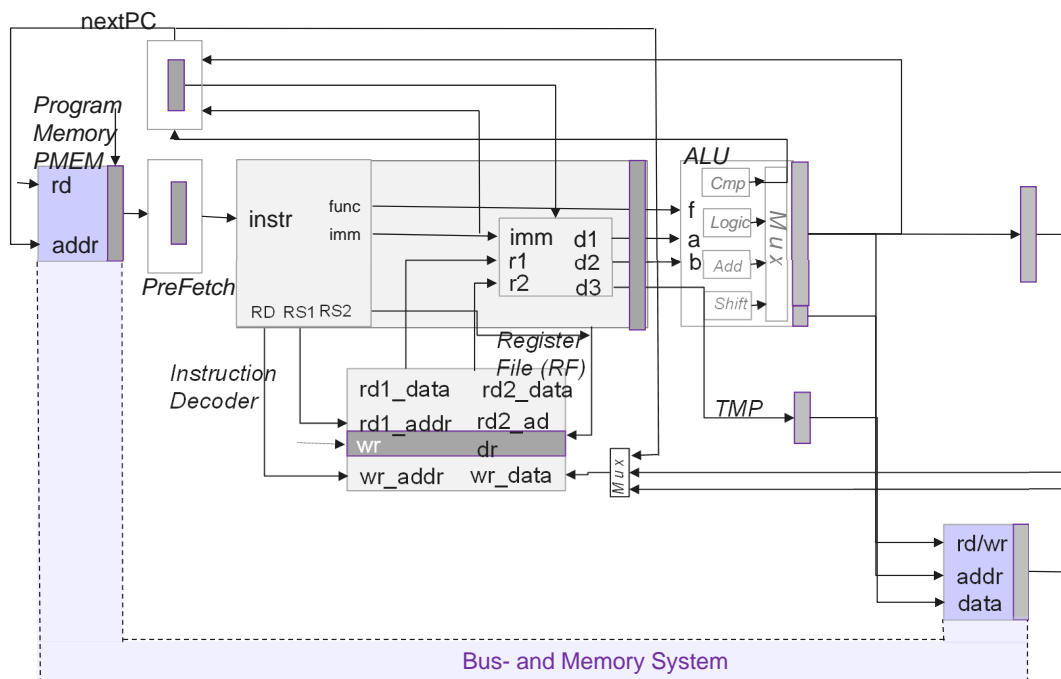 nextPC
Program
Memory
PMEM
rd
addr
PreFetch
instr
func
imm
RD RS1 RS2
Instruction
Decoder
imm
r1
r2
d1
d2
d3
Register
File (RF)
rd1_data rd2_data
rd1_addr rd2_ad
wr dr
wr_addr wr_data
ALU
f
a
b
Cmp
Logic
Add
Shift
Mux
TMP
Mux
rd/wr
addr
data
Bus- and Memory System